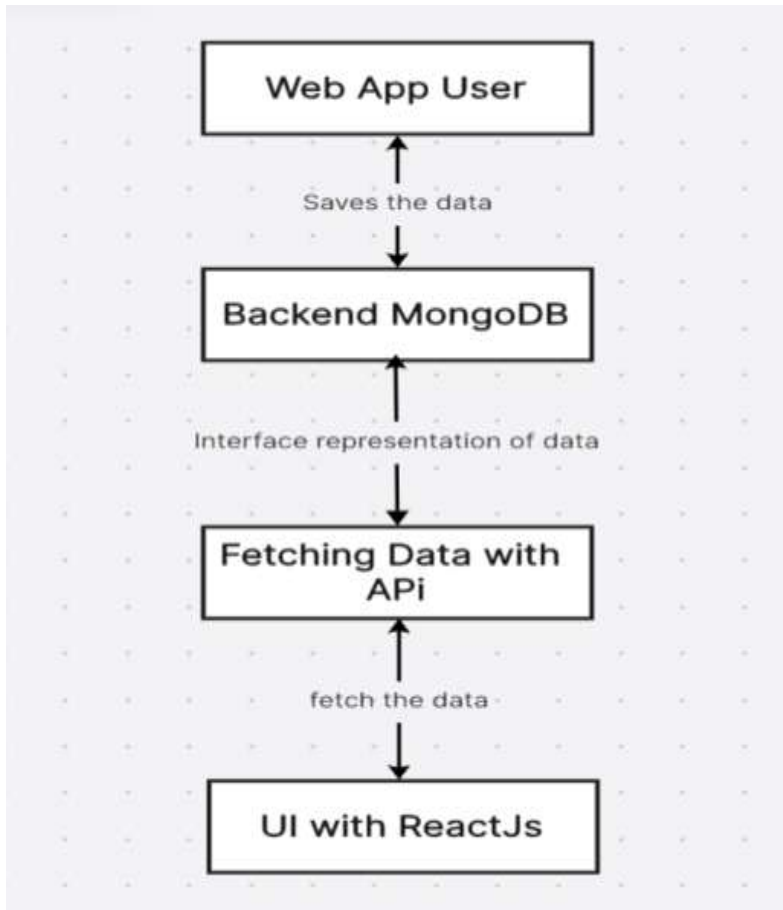 Web App User
Saves the data
Backend MongoDB
Interface representation of data
Fetching Data with
APi
fetch the data
UI with ReactJs